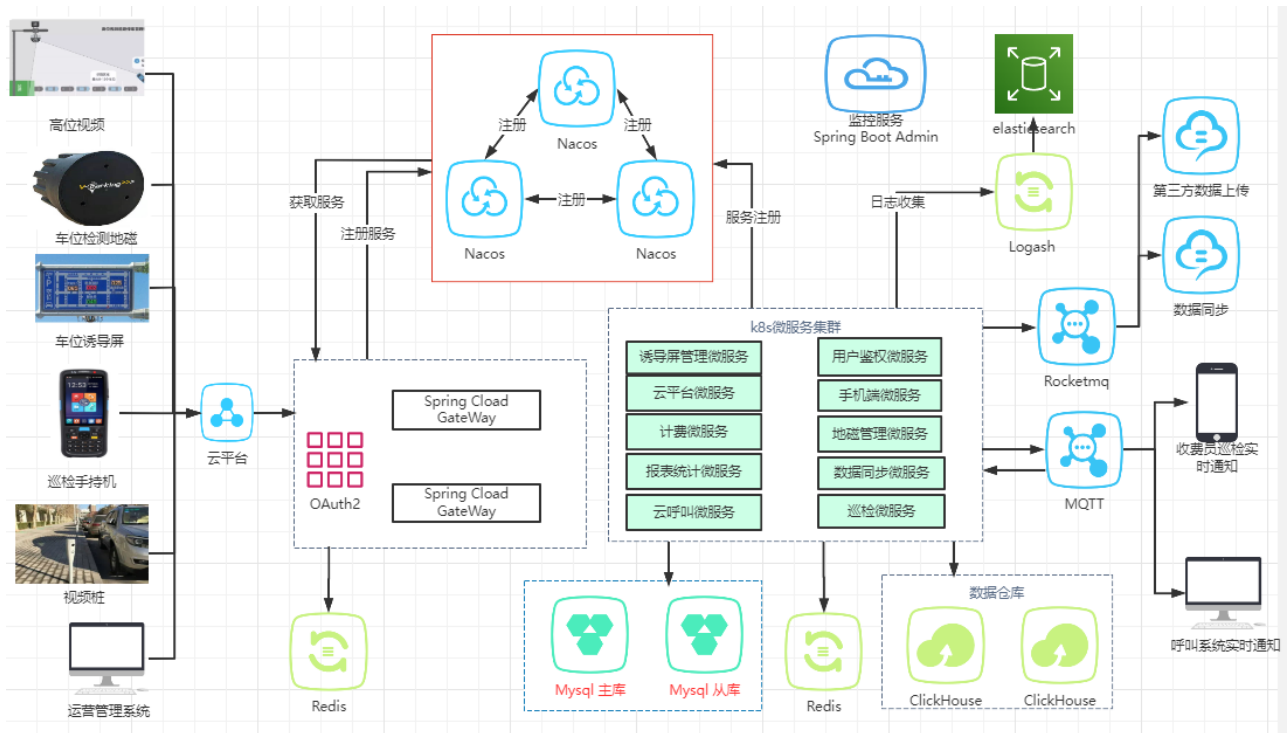 高位视频
车位检测地磁
车位诱导屏
巡检手持机
视频桩
运营管理系统
云平台
获取服务
注册服务
注册
注册
Nacos
注册
Nacos
Nacos
服务注册
监控服务
Spring Boot Admin
elasticsearch
日志收集
Logash
第三方数据上传
数据同步
Rocketmq
OAuth2
Spring Cload
GateWay
Spring Cload
GateWay
Redis
k8s微服务集群
诱导屏管理微服务
用户鉴权微服务
云平台微服务
手机端微服务
计费微服务
地磁管理微服务
报表统计微服务
数据同步微服务
云呼叫微服务
巡检微服务
MQTT
收费员巡检实
时通知
呼叫系统实时通知
Mysql 主库
Mysql 从库
Redis
数据仓库
ClickHouse
ClickHouse